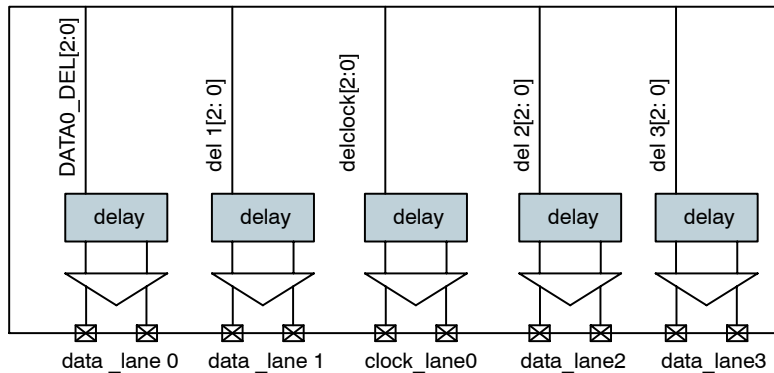 DATA0_DEL[2:0]
del 1[2: 0]
delclock[2:0]
del 2[2: 0]
del 3[2: 0]
delay
delay
delay
delay
delay
data _lane 0
data _lane 1
clock_lane0
data_lane2
data_lane3